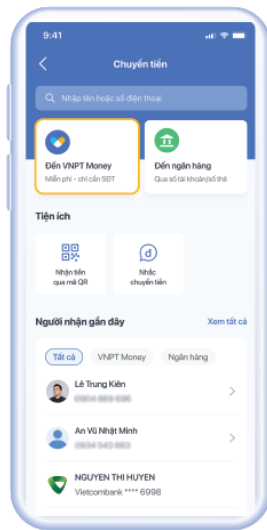 9:41
Chuyển tiền
Nhập tên hoặc số điện thoại
Đến VNPT Money
Miễn phí - chỉ cần SĐT
Đến ngân hàng
Qua số tài khoản/số thẻ
Tiện ích
Nhận tiền
qua mã QR
đ
Nhắc
chuyển tiền
Người nhận gần đây
Xem tất cả
Tất cả
VNPT Money
Ngân hàng
Lê Trung Kiên
An Vũ Nhật Minh
NGUYEN THI HUYEN
Vietcombank **** 6998